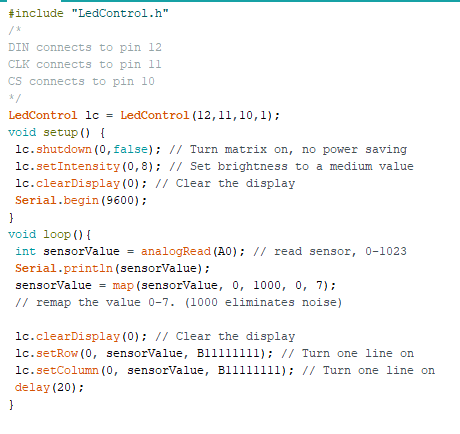 #include "LedControl.h"
/*
DIN connects to pin 12
CLK connects to pin 11
CS connects to pin 10
*/
LedControl lc = LedControl(12,11,10,1);
void setup() {
lc.shutdown(0,false); // Turn matrix on, no power saving
lc.setIntensity(0,8); // Set brightness to a medium value
lc.clearDisplay(0); // Clear the display
Serial.begin(9600);
}
void loop(){
int sensorValue = analogRead(A0); // read sensor, 0-1023
Serial.println(sensorValue);
sensorValue = map(sensorValue, 0, 1000, 0, 7);
// remap the value 0-7. (1000 eliminates noise)
lc.clearDisplay(0); // Clear the display
lc.setRow(0, sensorValue, B11111111); // Turn one line on
lc.setColumn(0, sensorValue, B11111111); // Turn one line on
delay(20);
}